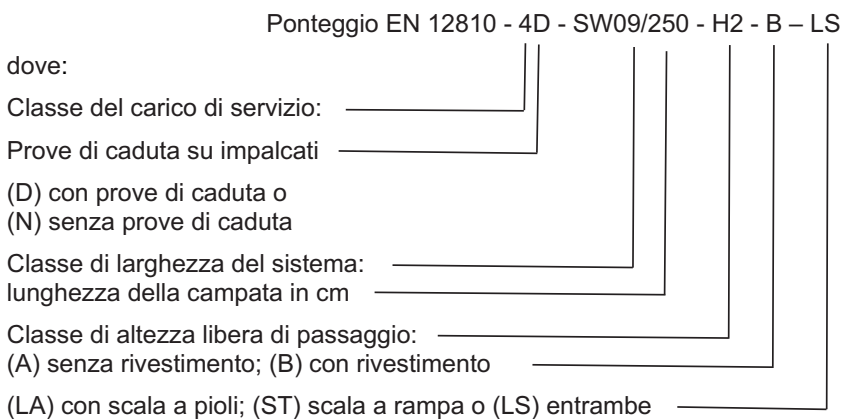 Ponteggio EN 12810 - 4D - SW09/250 - H2 - B – LS
dove:
Classe del carico di servizio:
Prove di caduta su impalcati
(D) con prove di caduta o
(N) senza prove di caduta
Classe di larghezza del sistema:
lunghezza della campata in cm
Classe di altezza libera di passaggio:
(A) senza rivestimento; (B) con rivestimento
(LA) con scala a pioli; (ST) scala a rampa o (LS) entrambe